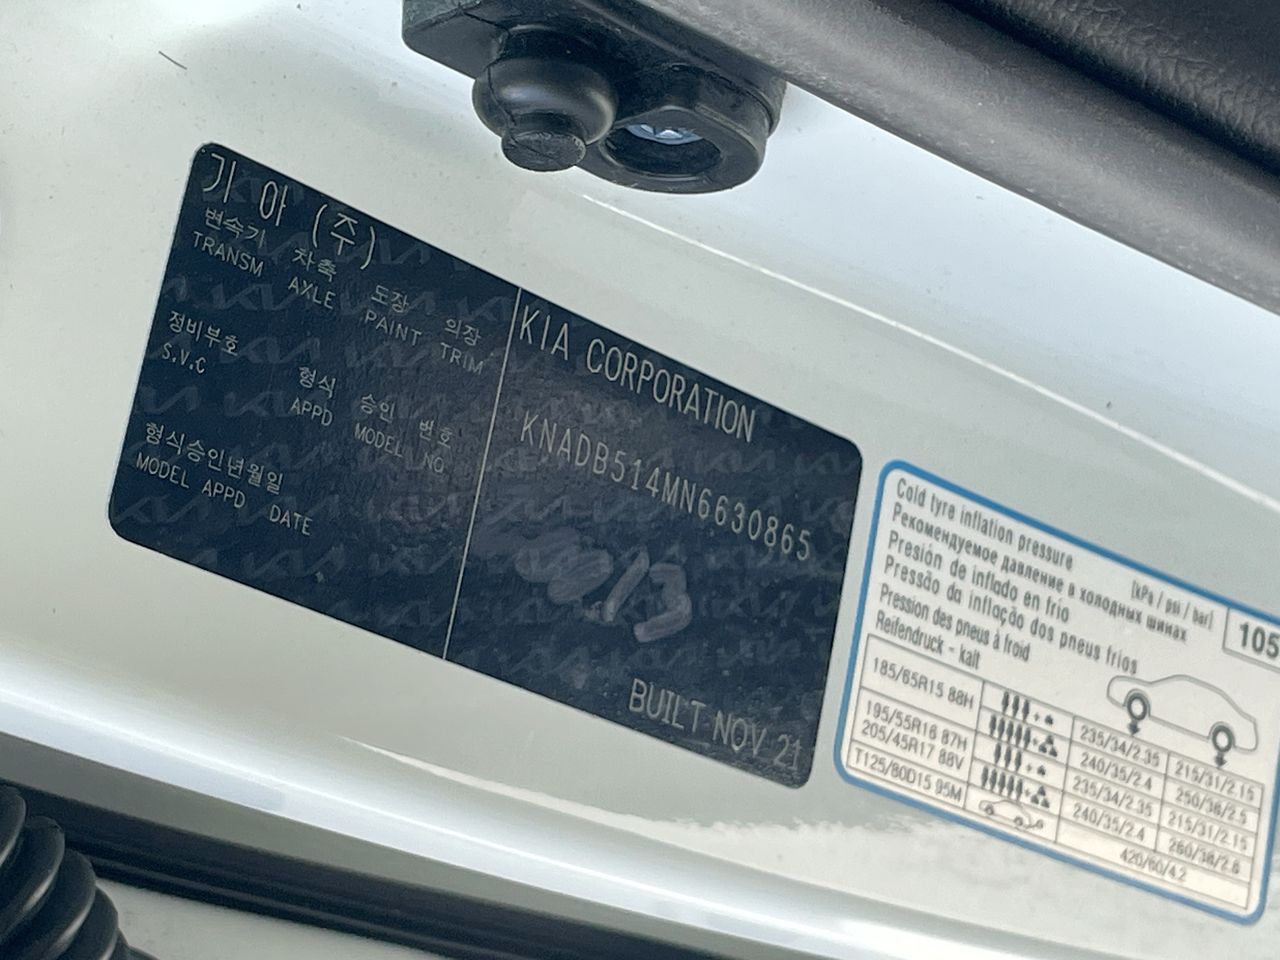 기아 (주)
변속기 차축 도장 의장
TRANSM AXLE PAINT TRIM
정비부호 형식 승인 번호
S.V.C APPD MODEL NO.
형식승인년월일
MODEL APPD DATE
KIA CORPORATION
KNADB514MN6630865
13
BUILT NOV 21
Cold tyre inflation pressure
Рекомендуемое давление в холодных шинах
Presión de inflado en frío
Pressão da inflação dos pneus frios
Pression des pneus à froid
Reifendruck - kalt
[kPa / psi / bar]
105
185/65R15 88H 235/34/2.35 215/31/2.15
195/55R16 87H 240/35/2.4 250/36/2.5
205/45R17 88V 235/34/2.35 215/31/2.15
240/35/2.4 260/38/2.6
T125/80D15 95M 420/60/4.2